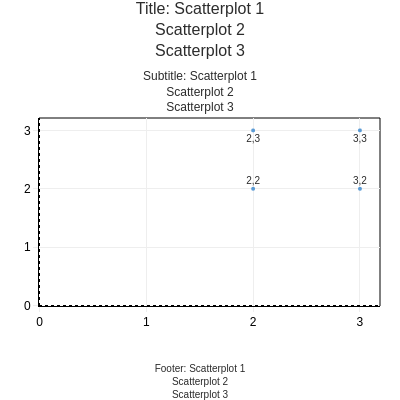 Title: Scatterplot 1
Scatterplot 2
Scatterplot 3
Subtitle: Scatterplot 1
Scatterplot 2
Scatterplot 3
3
2,3
3,3
2,2
3,2
2
1
0
0 1 2 3
Footer: Scatterplot 1
Scatterplot 2
Scatterplot 3